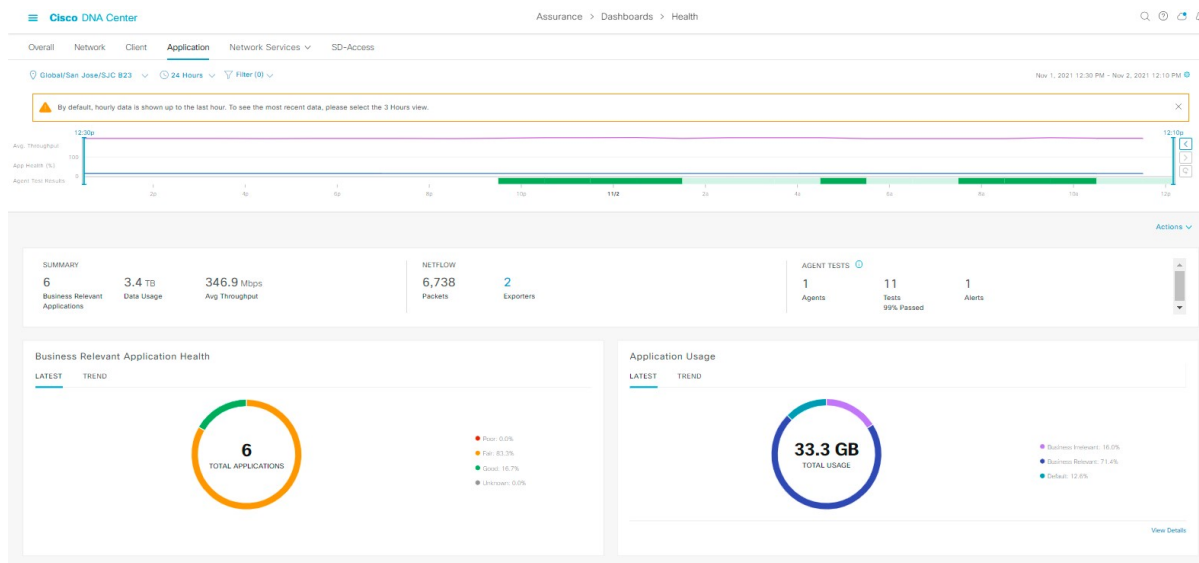 Cisco DNA Center
Assurance > Dashboards > Health
Overall Network Client Application Network Services SD-Access
Global/San Jose/SJC B23 24 Hours Filter (0)
Nov 1, 2021 12:30 PM - Nov 2, 2021 12:10 PM
By default, hourly data is shown up to the last hour. To see the most recent data, please select the 3 Hours view.
12:30p 12:10p
Avg. Throughput
100
App Health (%)
0
Agent Test Results
2p 4p 6p 8p 10p 11/2 2a 4a 6a 8a 10a 12p
Actions
SUMMARY
6 3.4 TB 346.9 Mbps
Business Relevant Applications Data Usage Avg Throughput
NETFLOW
6,738 2
Packets Exporters
AGENT TESTS
1 11 1
Agents Tests Alerts
99% Passed
Business Relevant Application Health
LATEST TREND
6
TOTAL APPLICATIONS
Poor: 0.0%
Fair: 83.3%
Good: 16.7%
Unknown: 0.0%
Application Usage
LATEST TREND
33.3 GB
TOTAL USAGE
Business Irrelevant: 16.0%
Business Relevant: 71.4%
Default: 12.6%
View Details